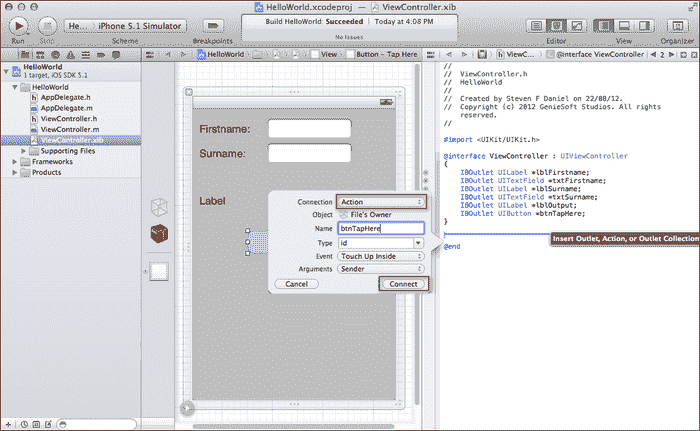 HelloWorld.xcodeproj — ViewController.xib
He... iPhone 5.1 Simulator
Build HelloWorld: Succeeded | Today at 4:08 PM
No Issues
Run Stop Scheme Breakpoints Editor View Organizer
HelloWorld
1 target, iOS SDK 5.1
HelloWorld
AppDelegate.h
AppDelegate.m
ViewController.h
ViewController.m
ViewController.xib
Supporting Files
Frameworks
Products
HelloWorld View Button - Tap Here
Firstname:
Surname:
Label
Connection Action
Object File's Owner
Name btnTapHere
Type id
Event Touch Up Inside
Arguments Sender
Cancel Connect
ViewC... @interface ViewController 2
//
// ViewController.h
// HelloWorld
//
// Created by Steven F Daniel on 22/08/12.
// Copyright (c) 2012 GenieSoft Studios. All rights
reserved.
//
#import <UIKit/UIKit.h>
@interface ViewController : UIViewController
{
IBOutlet UILabel *lblFirstname;
IBOutlet UITextField *txtFirstname;
IBOutlet UILabel *lblSurname;
IBOutlet UITextField *txtSurname;
IBOutlet UILabel *lblOutput;
IBOutlet UIButton *btnTapHere;
}
Insert Outlet, Action, or Outlet Collection
@end